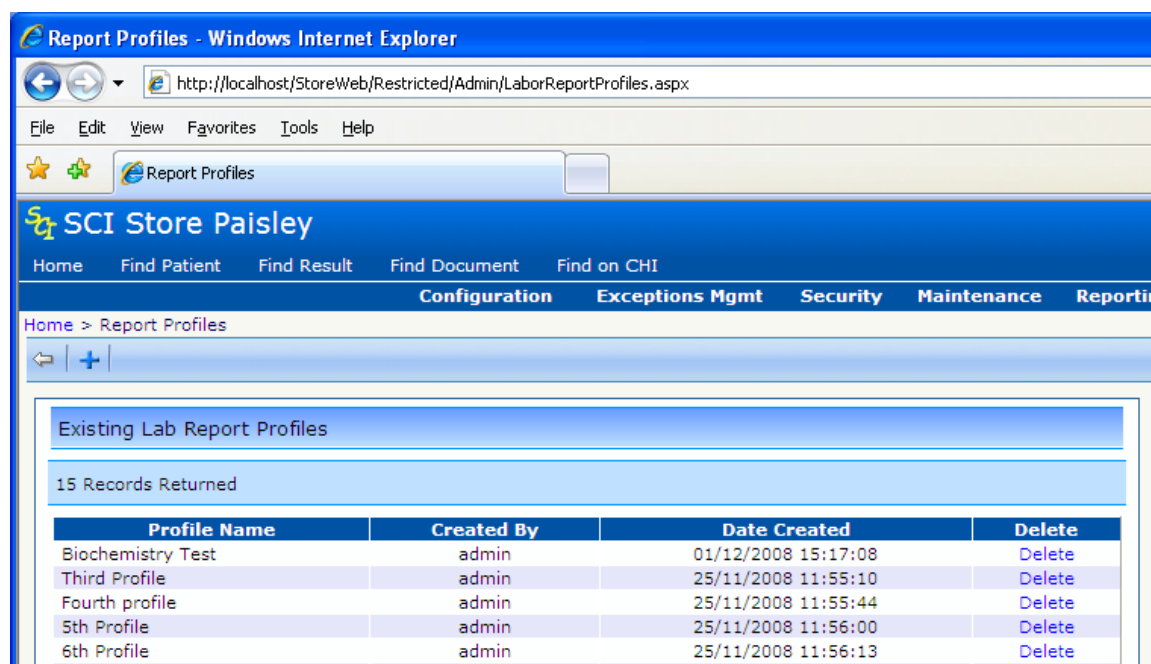 Report Profiles - Windows Internet Explorer
http://localhost/StoreWeb/Restricted/Admin/LaborReportProfiles.aspx
File Edit View Favorites Tools Help
Report Profiles
SCI SCI Store Paisley
Home Find Patient Find Result Find Document Find on CHI
Configuration Exceptions Mgmt Security Maintenance Reportin
Home > Report Profiles
Existing Lab Report Profiles
15 Records Returned
Profile Name Created By Date Created Delete
Biochemistry Test admin 01/12/2008 15:17:08 Delete
Third Profile admin 25/11/2008 11:55:10 Delete
Fourth profile admin 25/11/2008 11:55:44 Delete
5th Profile admin 25/11/2008 11:56:00 Delete
6th Profile admin 25/11/2008 11:56:13 Delete